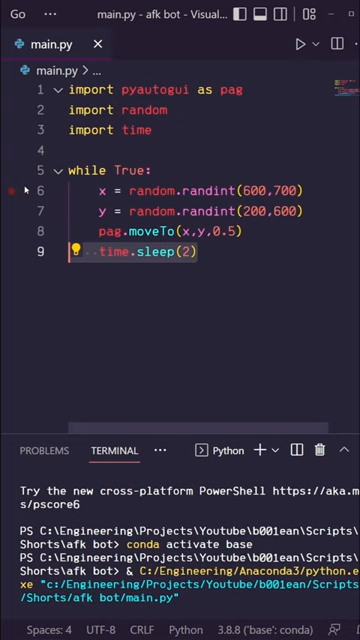 Go
main.py - afk bot - Visual...
main.py
main.py > ...
1 import pyautogui as pag
2 import random
3 import time
4
5 while True:
6 x = random.randint(600,700)
7 y = random.randint(200,600)
8 pag.moveTo(x,y,0.5)
9 time.sleep(2)
PROBLEMS TERMINAL ... Python
Try the new cross-platform PowerShell https://aka.m
s/pscore6
PS C:\Engineering\Projects\Youtube\b001ean\Scripts\
Shorts\afk bot> conda activate base
PS C:\Engineering\Projects\Youtube\b001ean\Scripts\
Shorts\afk bot> & C:/Engineering/Anaconda3/python.e
xe "c:/Engineering/Projects/Youtube/b001ean/Scripts
/Shorts/afk bot/main.py"
Spaces: 4 UTF-8 CRLF Python 3.8.8 ('base': conda)